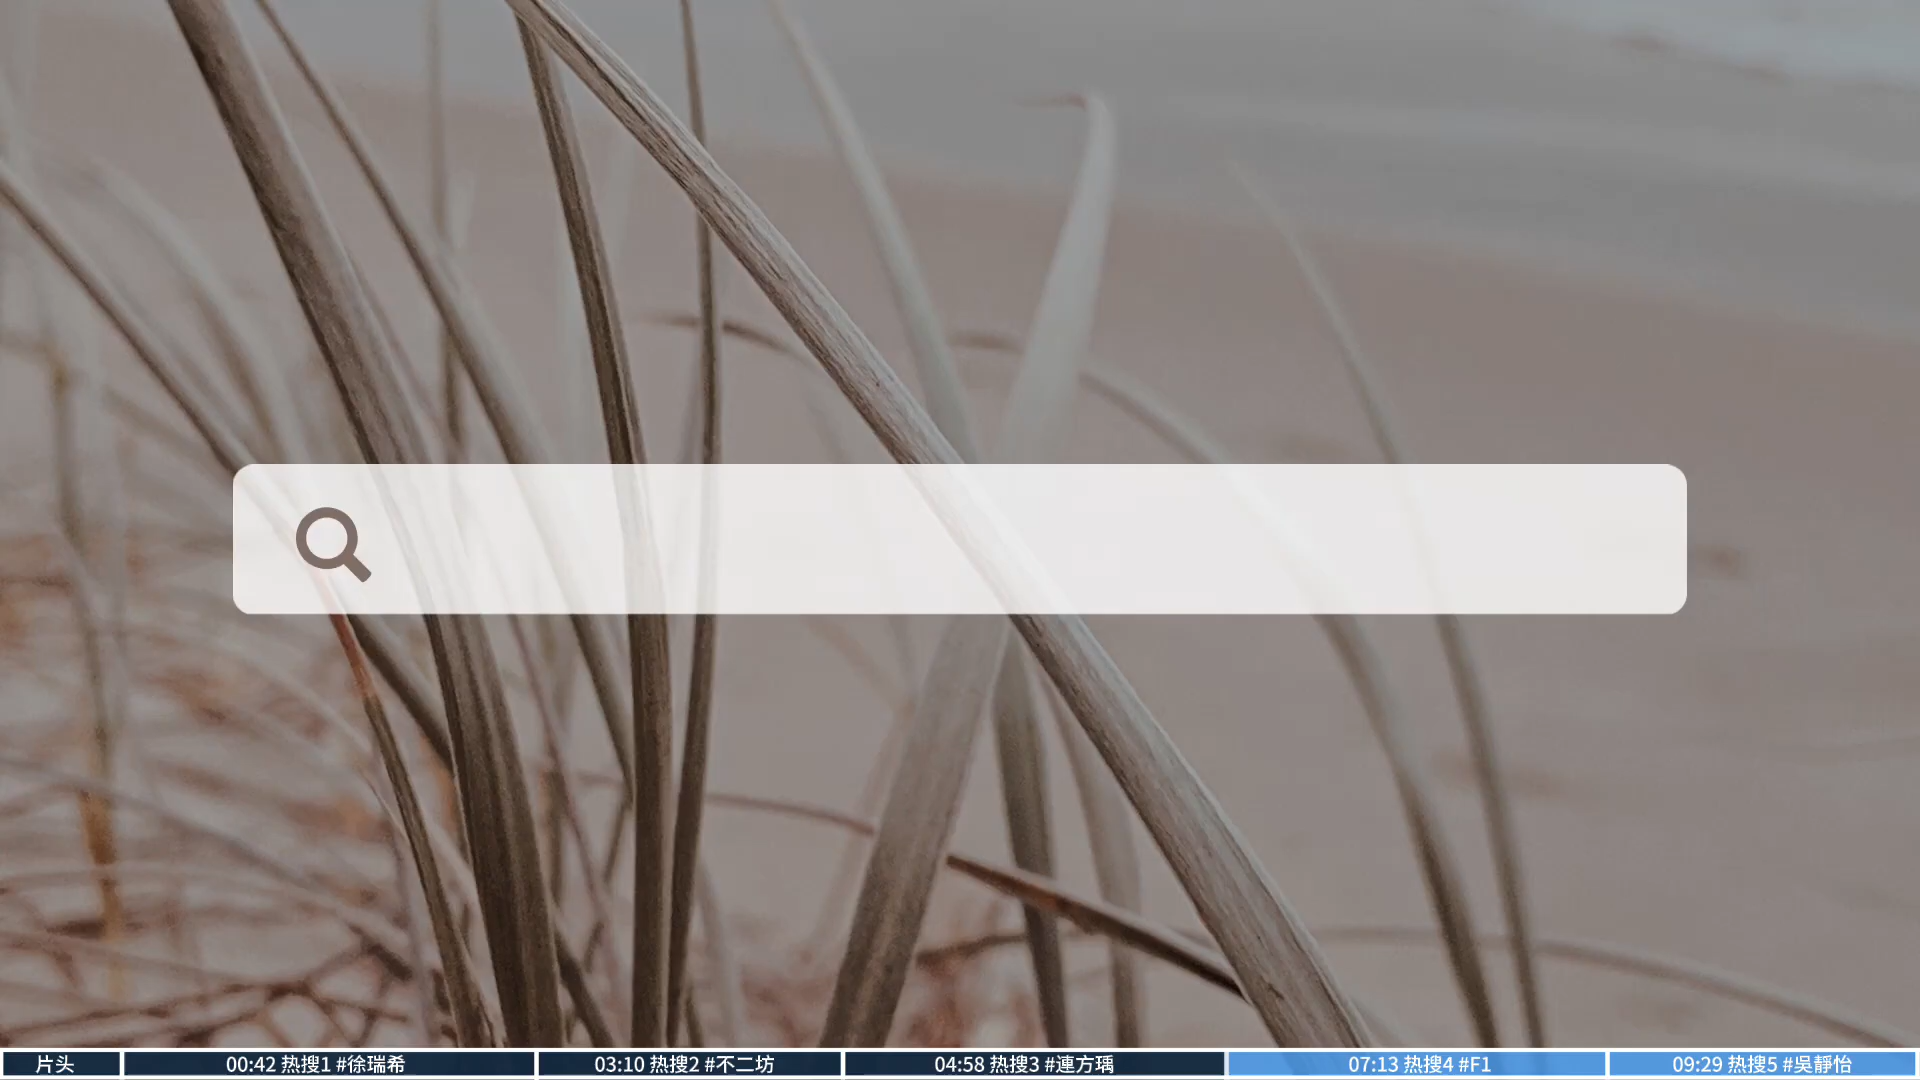 片头
00:42 热搜1 #徐瑞希
03:10 热搜2 #不二坊
04:58 热搜3 #連方瑀
07:13 热搜4 #F1
09:29 热搜5 #吳靜怡